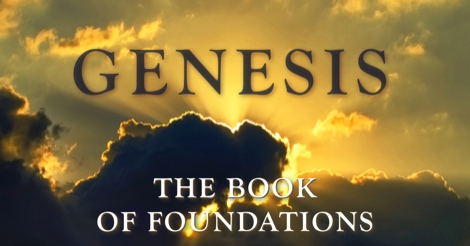 GENESIS
THE BOOK
OF FOUNDATIONS